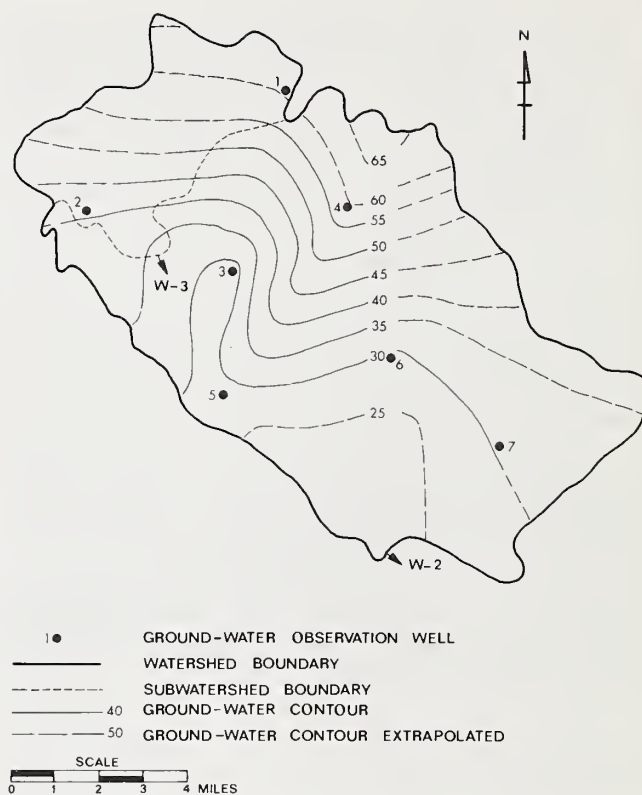 N
1
65
2
4
60
55
50
45
3
W-3
40
35
30
6
5
25
7
W-2
1 GROUND-WATER OBSERVATION WELL
WATERSHED BOUNDARY
SUBWATERSHED BOUNDARY
40 GROUND-WATER CONTOUR
50 GROUND-WATER CONTOUR EXTRAPOLATED
SCALE
0 1 2 3 4 MILES